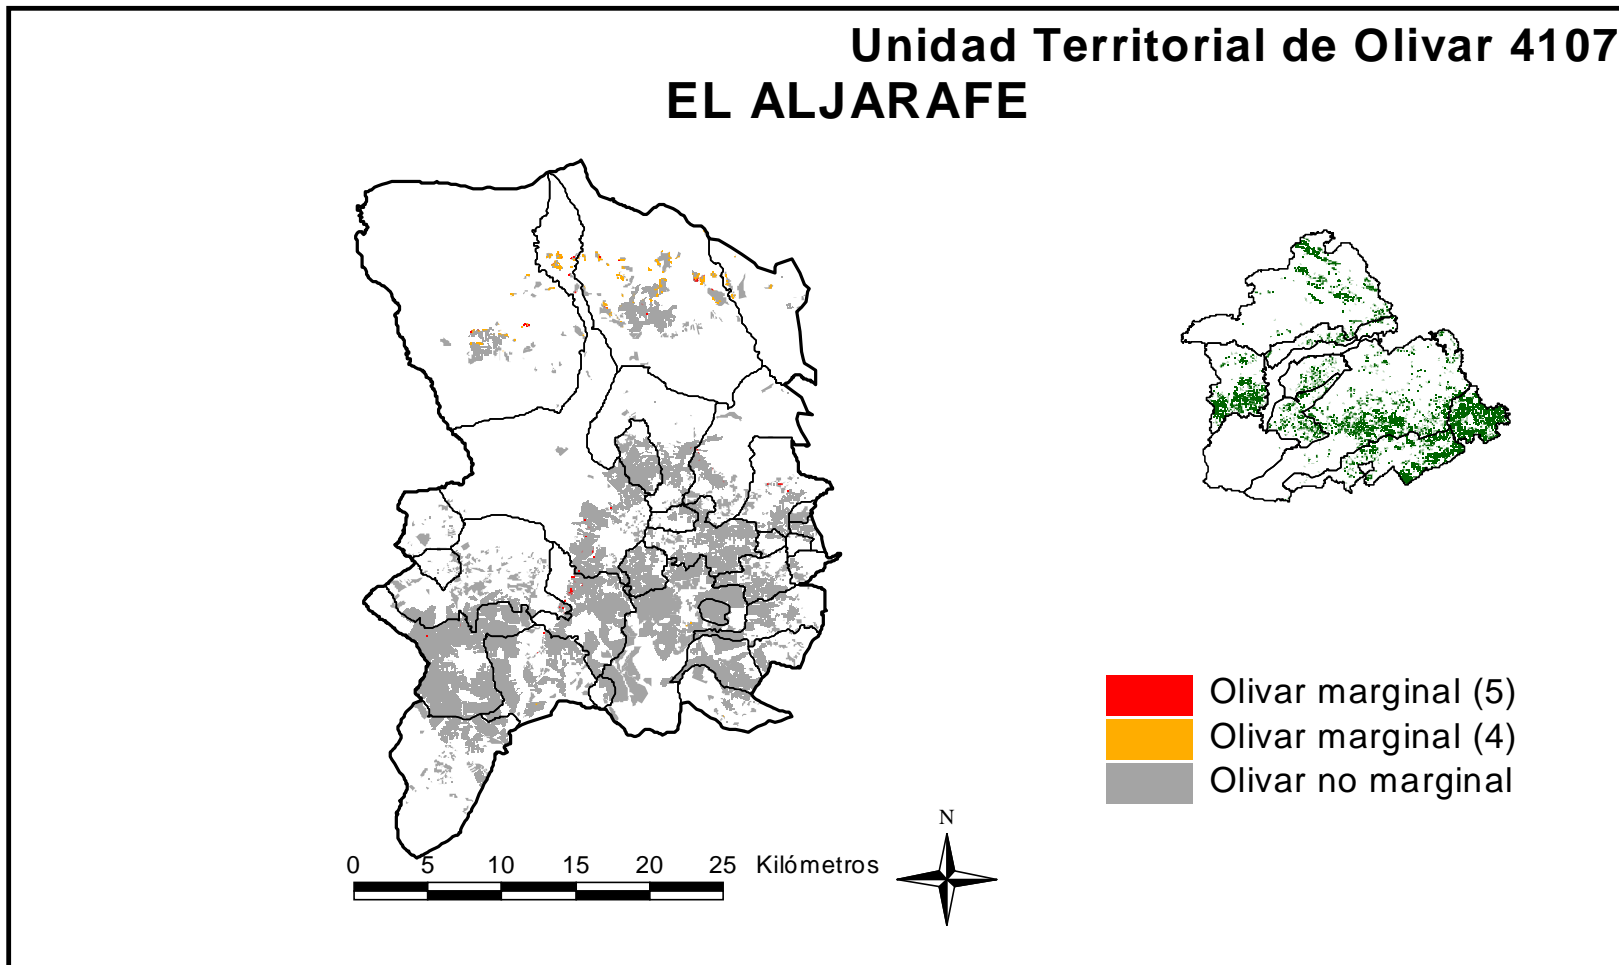 Unidad Territorial de Olivar 4107
EL ALJARAFE
Olivar marginal (5)
Olivar marginal (4)
Olivar no marginal
N
0 5 10 15 20 25 Kilómetros